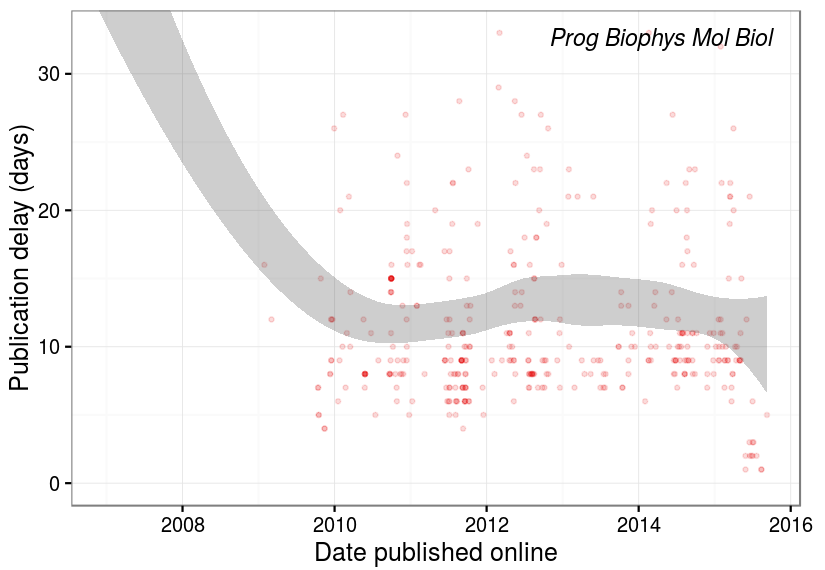 Prog Biophys Mol Biol
Publication delay (days)
30
20
10
0
2008 2010 2012 2014 2016
Date published online